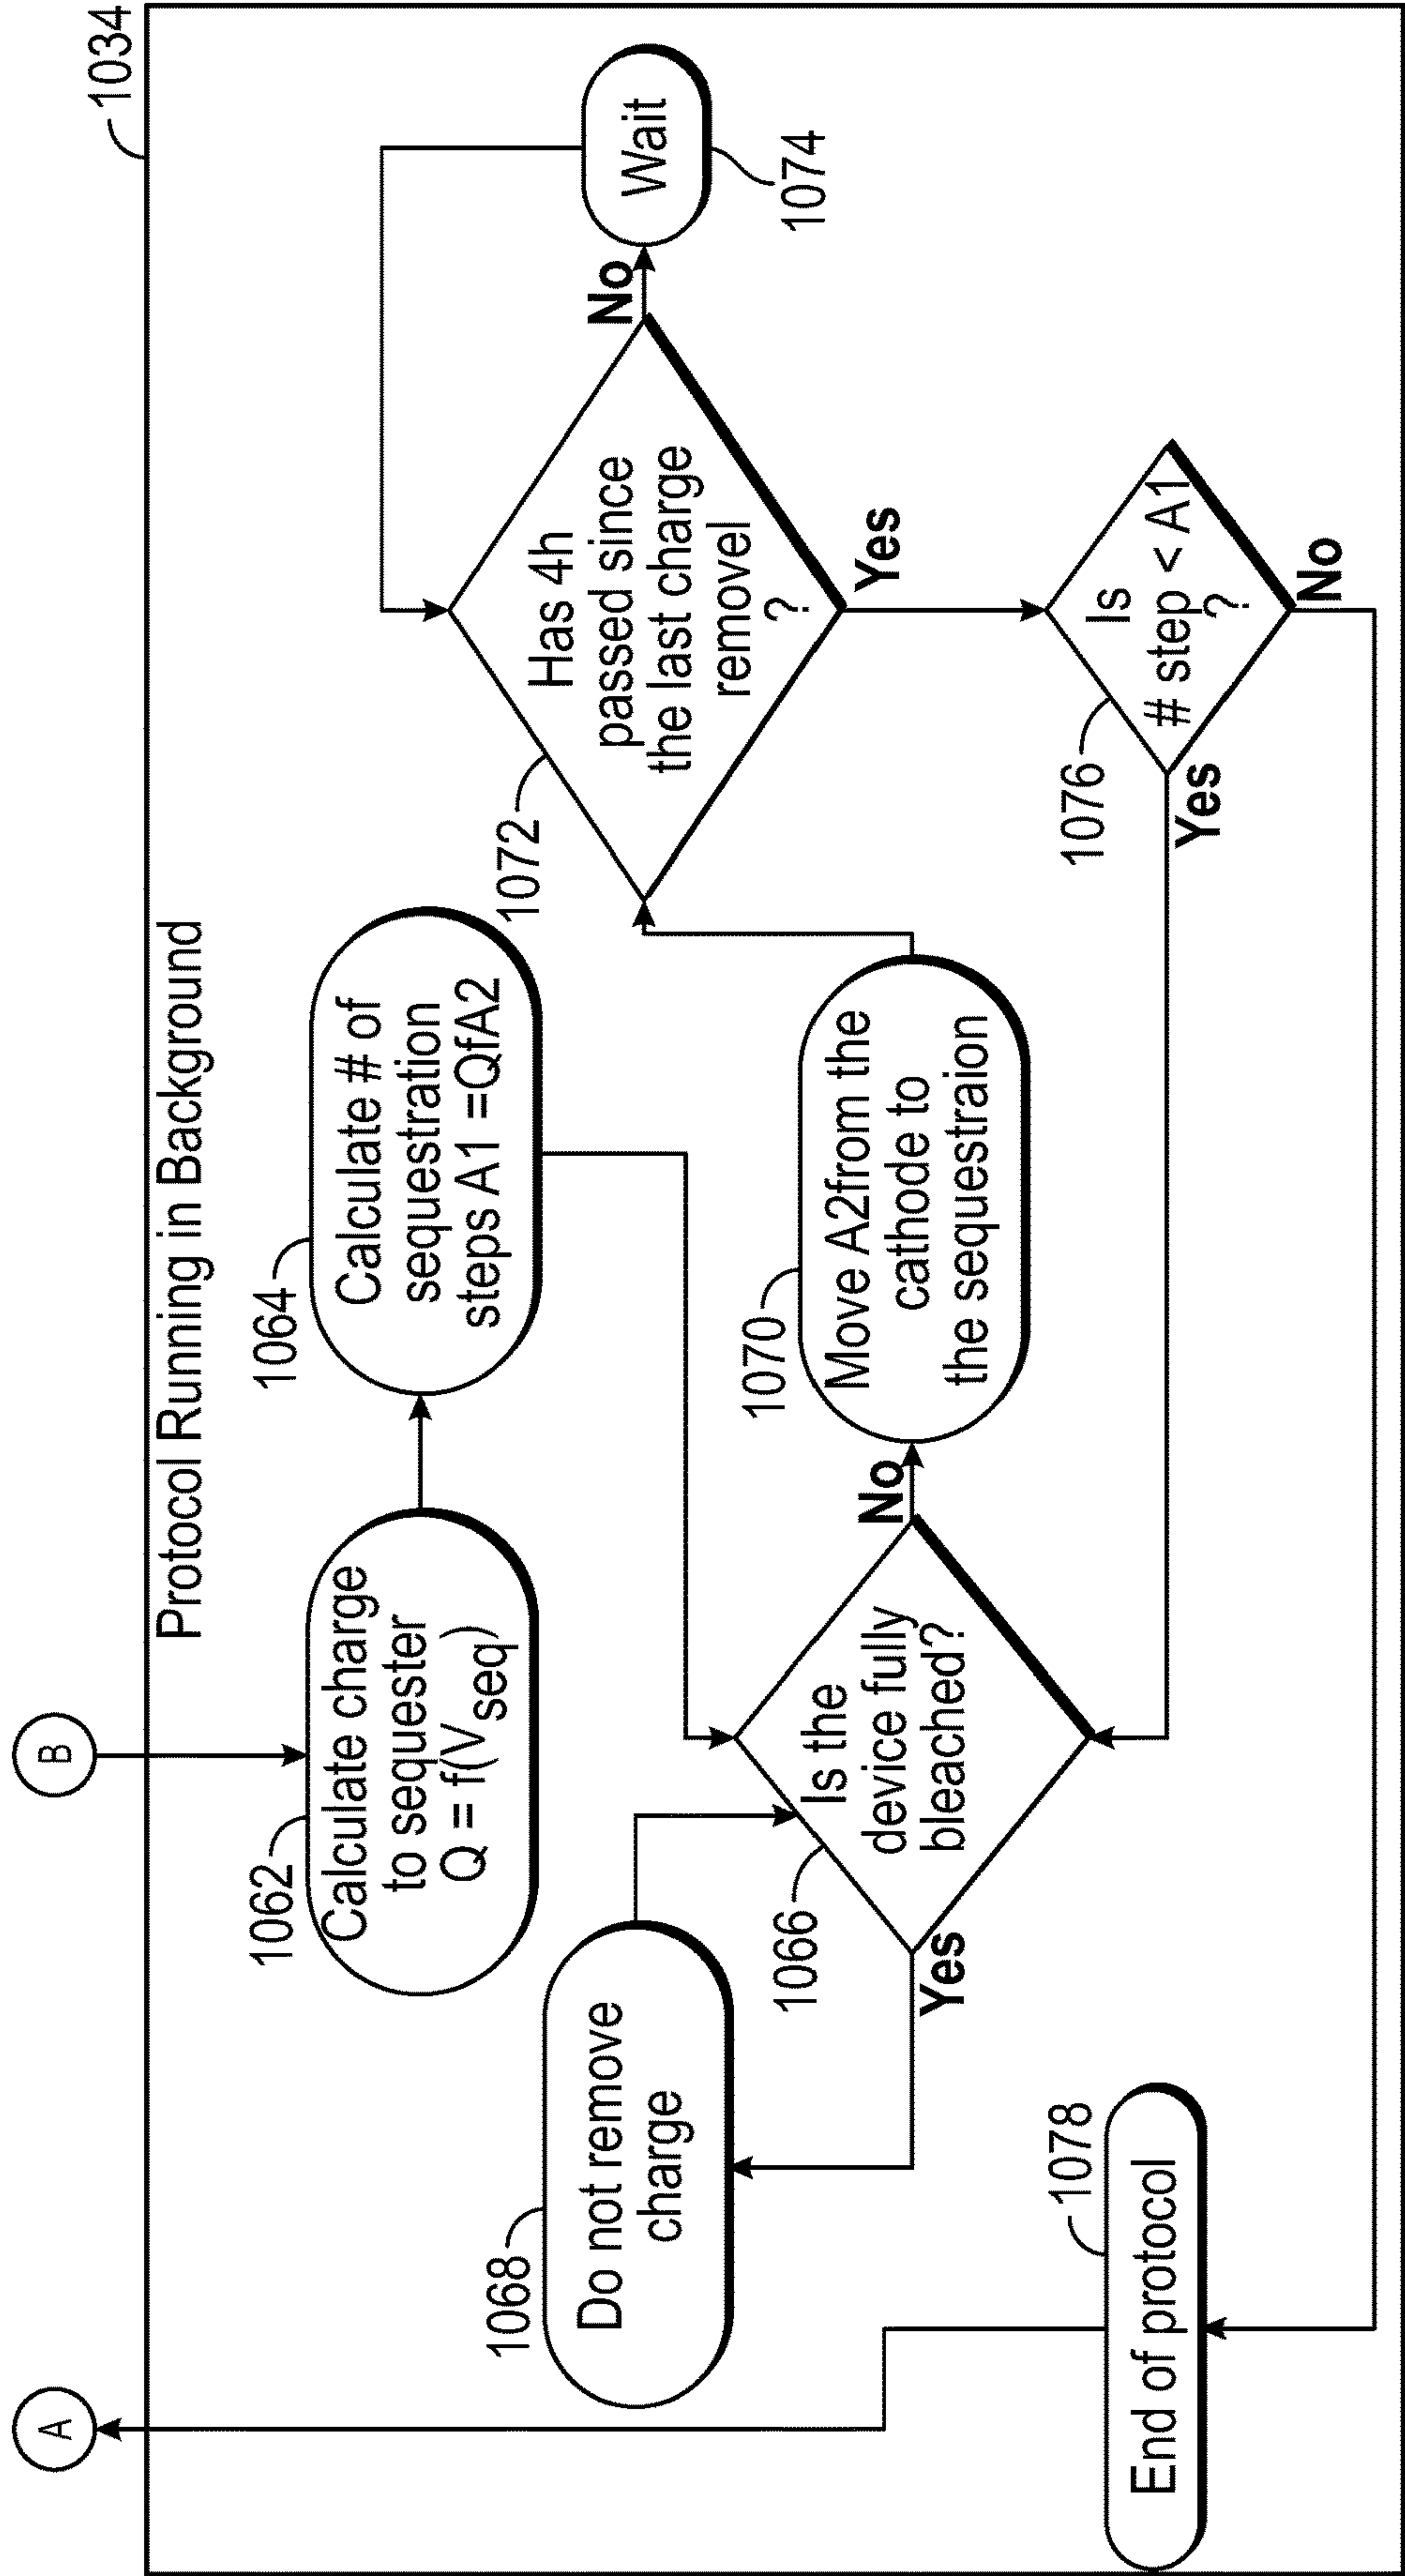 A
B
1034
Protocol Running in Background
1062
Calculate charge
to sequester
Q = f(Vseq)
1064
Calculate # of
sequestration
steps A1 =QfA2
1068
Do not remove
charge
1066
Is the
device fully
bleached?
Yes
No
1070
Move A2from the
cathode to
the sequestraion
1072
Has 4h
passed since
the last charge
removel
?
No
Yes
Wait
1074
1076
Is
# step < A1
?
Yes
No
1078
End of protocol